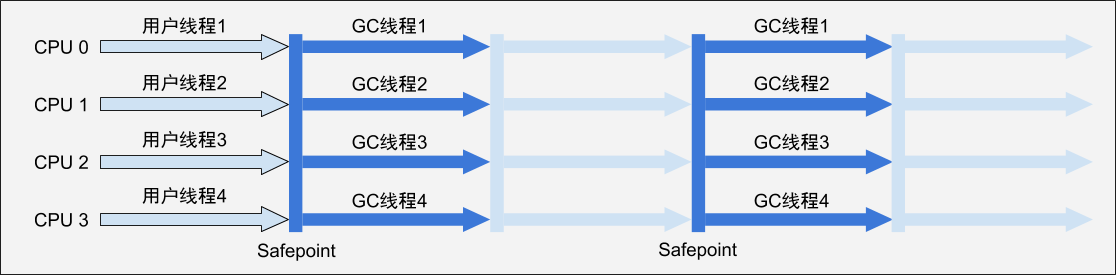 用户线程1 GC线程1 GC线程1
CPU 0
用户线程2 GC线程2 GC线程2
CPU 1
用户线程3 GC线程3 GC线程3
CPU 2
用户线程4 GC线程4 GC线程4
CPU 3
Safepoint Safepoint